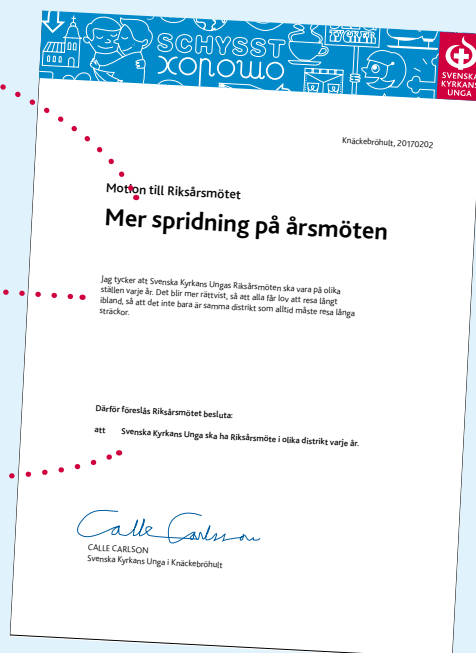 SCHYSST
хорошо
TYCKER
SVENSKA
KYRKANS
UNGA
Knäckebröhult, 20170202
Motion till Riksårsmötet
Mer spridning på årsmöten
Jag tycker att Svenska Kyrkans Ungas Riksårsmöten ska vara på olika
ställen varje år. Det blir mer rättvist, så att alla får lov att resa långt
ibland, så att det inte bara är samma distrikt som alltid måste resa långa
sträckor.
Därför föreslås Riksårsmötet besluta:
att Svenska Kyrkans Unga ska ha Riksårsmöte i olika distrikt varje år.
Calle Carlsson
CALLE CARLSON
Svenska Kyrkans Unga i Knäckebröhult